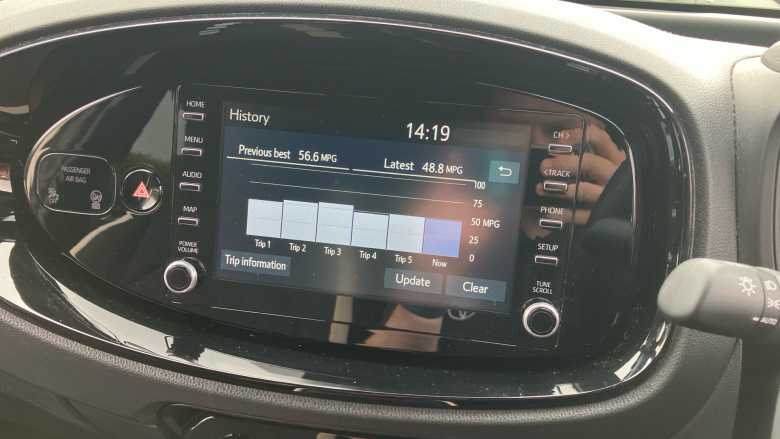 HOME
MENU
AUDIO
MAP
POWER
VOLUME
PASSENGER
AIR BAG
History
14:19
Previous best 56.6 MPG
Latest 48.8 MPG
100
75
50 MPG
25
0
Trip 1 Trip 2 Trip 3 Trip 4 Trip 5 Now
Trip information
Update
Clear
CH >
< TRACK
PHONE
SETUP
TUNE
SCROLL
AUTO